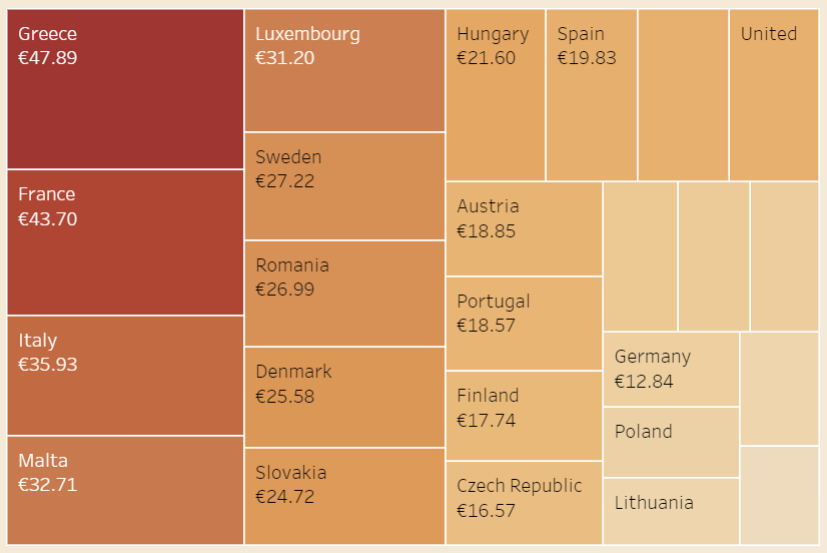 Greece
€47.89
France
€43.70
Italy
€35.93
Malta
€32.71
Luxembourg
€31.20
Sweden
€27.22
Romania
€26.99
Denmark
€25.58
Slovakia
€24.72
Hungary
€21.60
Spain
€19.83
United
Austria
€18.85
Portugal
€18.57
Finland
€17.74
Czech Republic
€16.57
Germany
€12.84
Poland
Lithuania